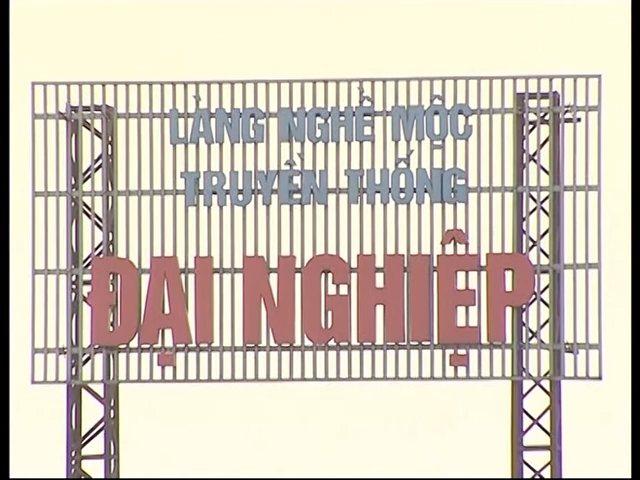 LÀNG NGHỀ MỘC
TRUYỀN THỐNG
ĐẠI NGHIỆP